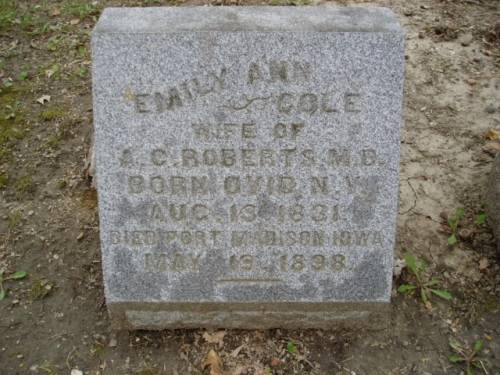 EMILY ANN
COLE
WIFE OF
A. C. ROBERTS. M.D.
BORN OVID N.Y.
AUG. 13 1831.
DIED FORT MADISON IOWA
MAY 19. 1898.